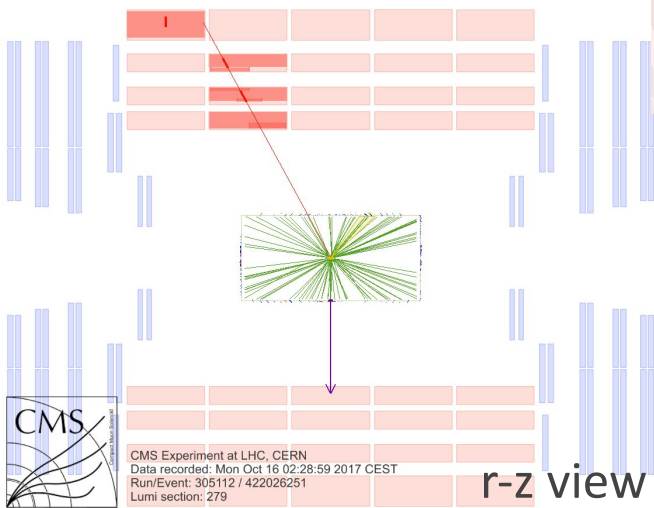 CMS
CMS Experiment at LHC, CERN
Data recorded: Mon Oct 16 02:28:59 2017 CEST
Run/Event: 305112 / 422026251
Lumi section: 279
r-z view